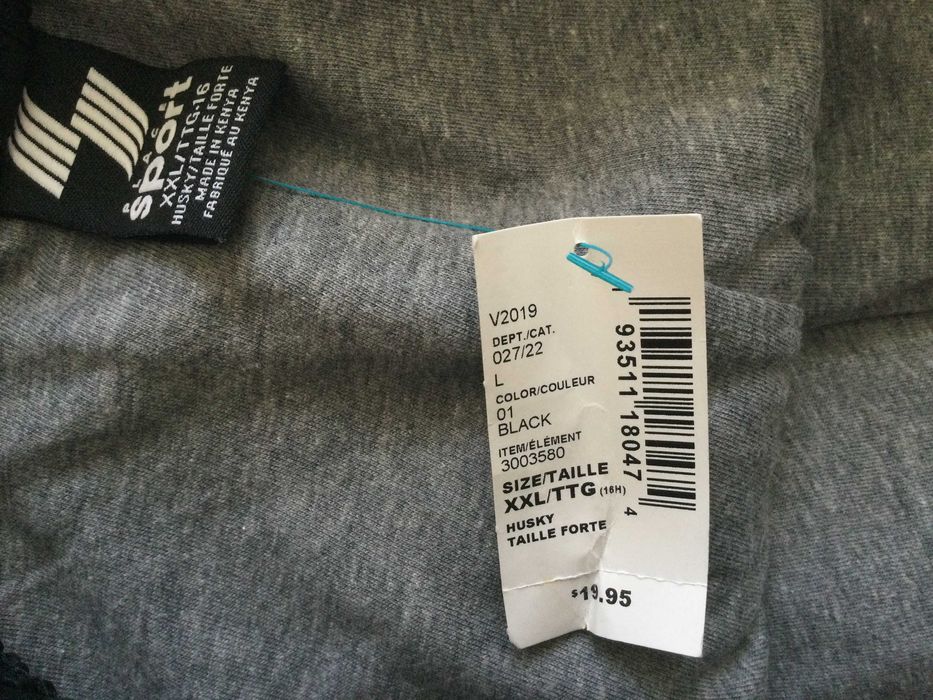 PLACE
sport
XXL/TTG·16
HUSKY/TAILLE FORTE
MADE IN KENYA
FABRIQUÉ AU KENYA
V2019
DEPT./CAT.
027/22
L
COLOR/COULEUR
01
BLACK
ITEM/ÉLÉMENT
3003580
SIZE/TAILLE
XXL/TTG (16H)
HUSKY
TAILLE FORTE
93511 18047 4
$19.95